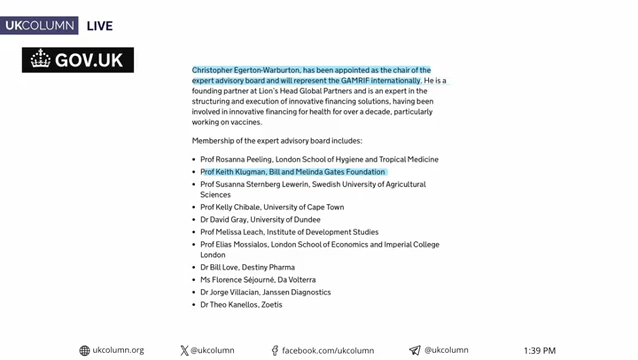 UKCOLUMN LIVE
GOV.UK
Christopher Egerton-Warburton, has been appointed as the chair of the
expert advisory board and will represent the GAMRIF internationally. He is a
founding partner at Lion's Head Global Partners and is an expert in the
structuring and execution of innovative financing solutions, having been
involved in innovative financing for health for over a decade, particularly
working on vaccines.
Membership of the expert advisory board includes:
• Prof Rosanna Peeling, London School of Hygiene and Tropical Medicine
• Prof Keith Klugman, Bill and Melinda Gates Foundation
• Prof Susanna Sternberg Lewerin, Swedish University of Agricultural
Sciences
• Prof Kelly Chibale, University of Cape Town
• Dr David Gray, University of Dundee
• Prof Melissa Leach, Institute of Development Studies
• Prof Elias Mossialos, London School of Economics and Imperial College
London
• Dr Bill Love, Destiny Pharma
• Ms Florence Séjourné, Da Volterra
• Dr Jorge Villacian, Janssen Diagnostics
• Dr Theo Kanellos, Zoetis
ukcolumn.org @ukcolumn facebook.com/ukcolumn @ukcolumn 1:39 PM